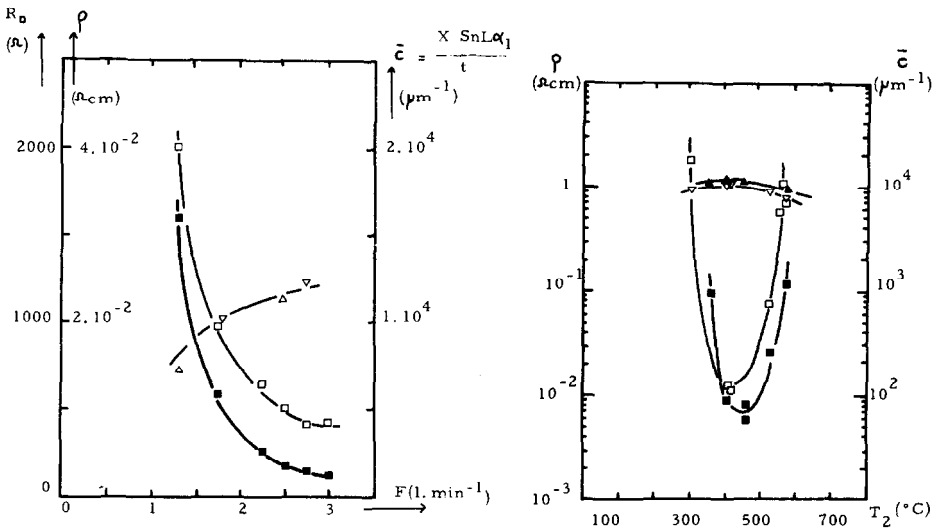 R□ ρ
(Ω) (Ωcm)
c̄ = X SnLα₁ / t
(μm⁻¹)
2000 4.10⁻² 2.10⁴
1000 2.10⁻² 1.10⁴
0
0 1 2 3 F(l. min⁻¹)
ρ c̄
(Ωcm) (μm⁻¹)
1 10⁴
10⁻¹ 10³
10⁻² 10²
10⁻³
100 300 500 700 T₂ (°C)